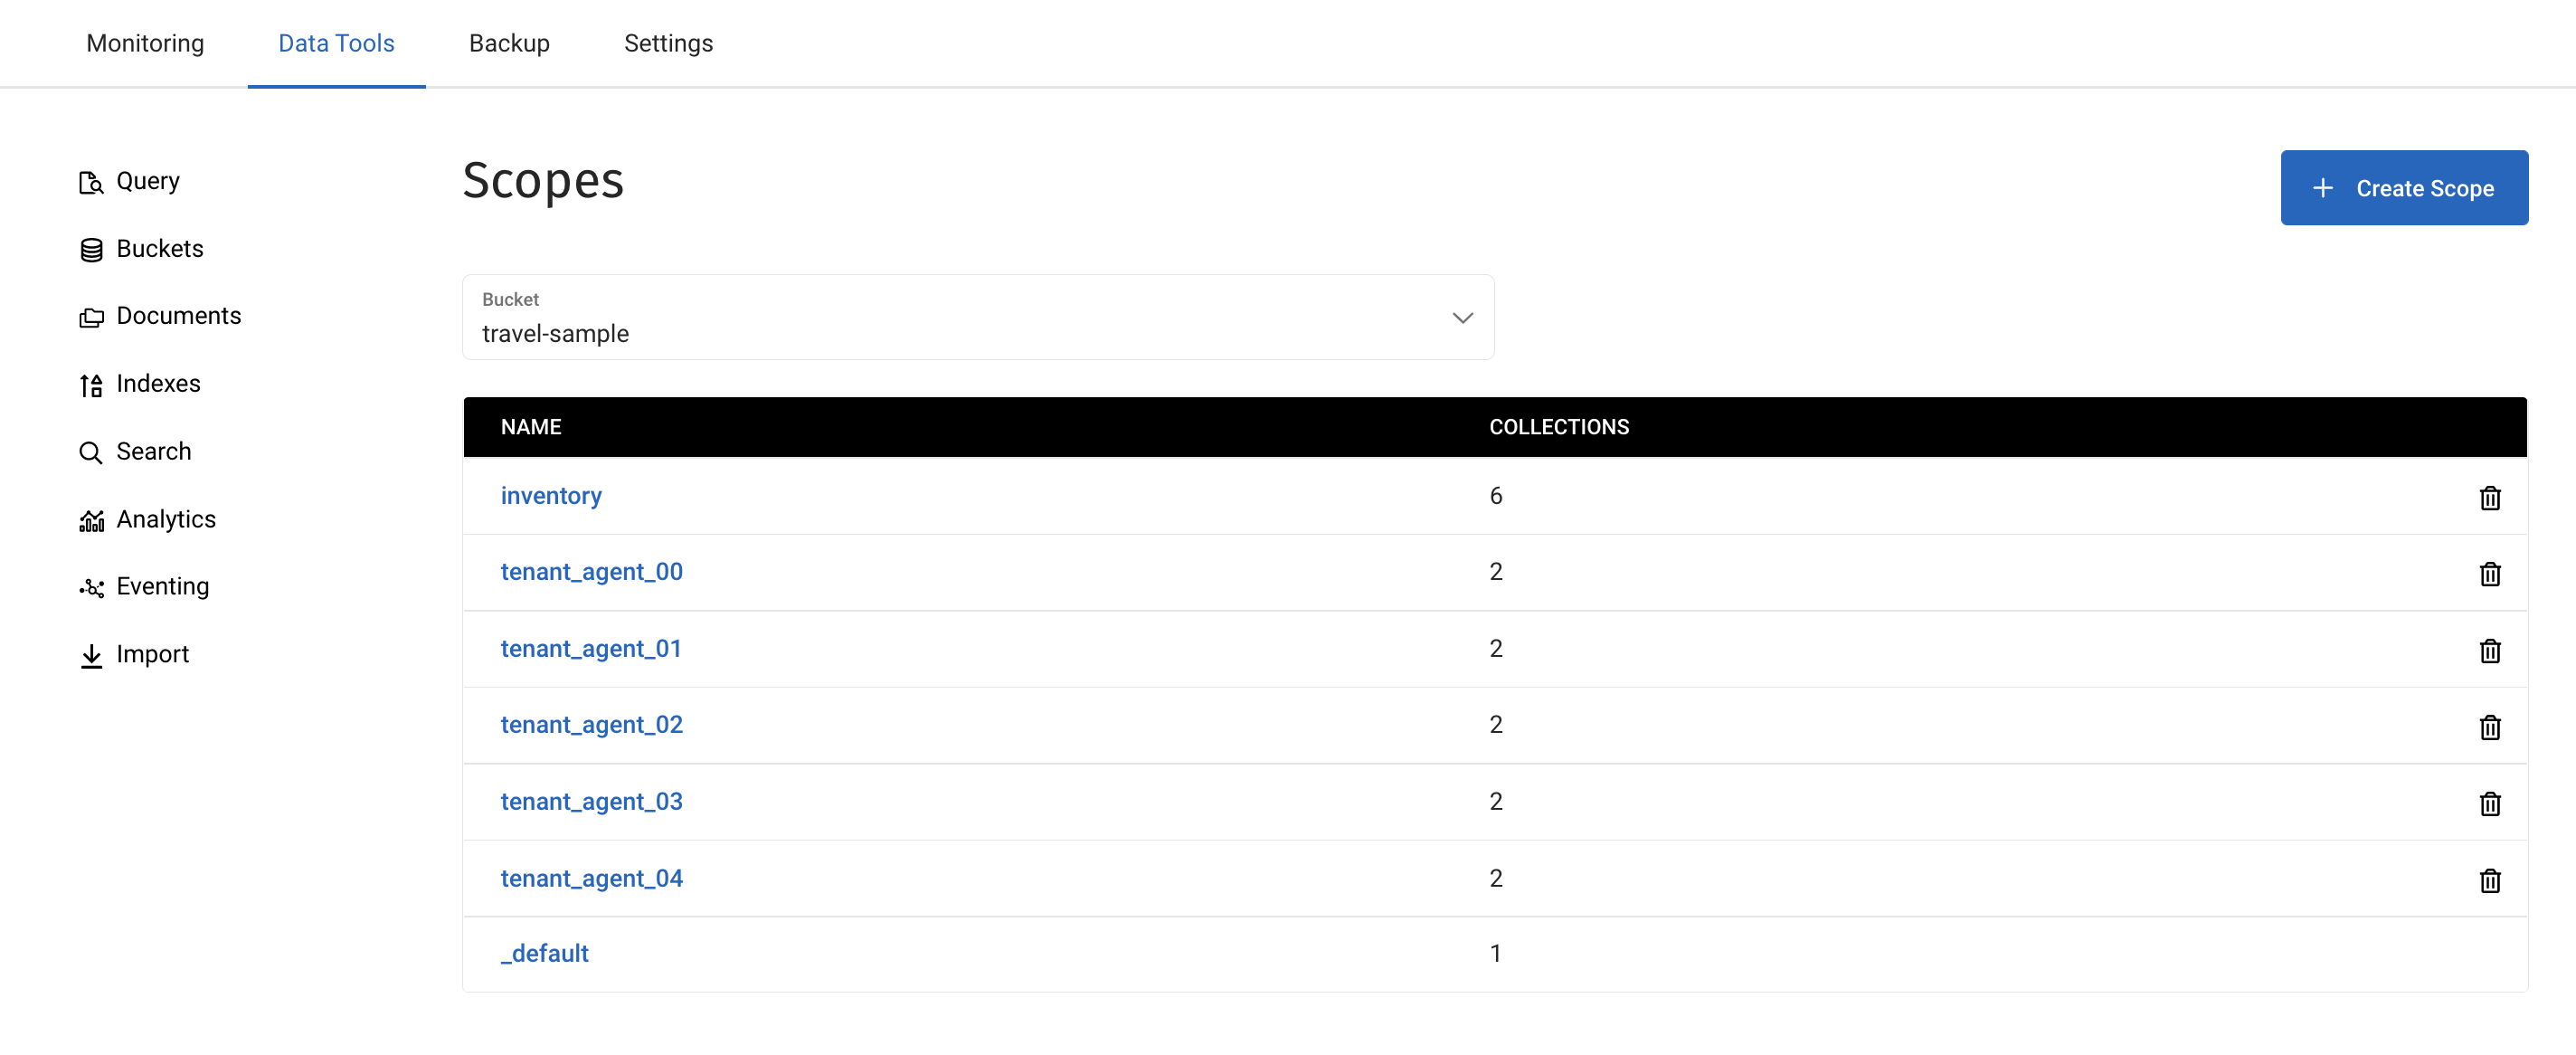 Monitoring Data Tools Backup Settings
Query
Buckets
Documents
Indexes
Search
Analytics
Eventing
Import
Scopes
Create Scope
Bucket
travel-sample
NAME COLLECTIONS
inventory 6
tenant_agent_00 2
tenant_agent_01 2
tenant_agent_02 2
tenant_agent_03 2
tenant_agent_04 2
_default 1